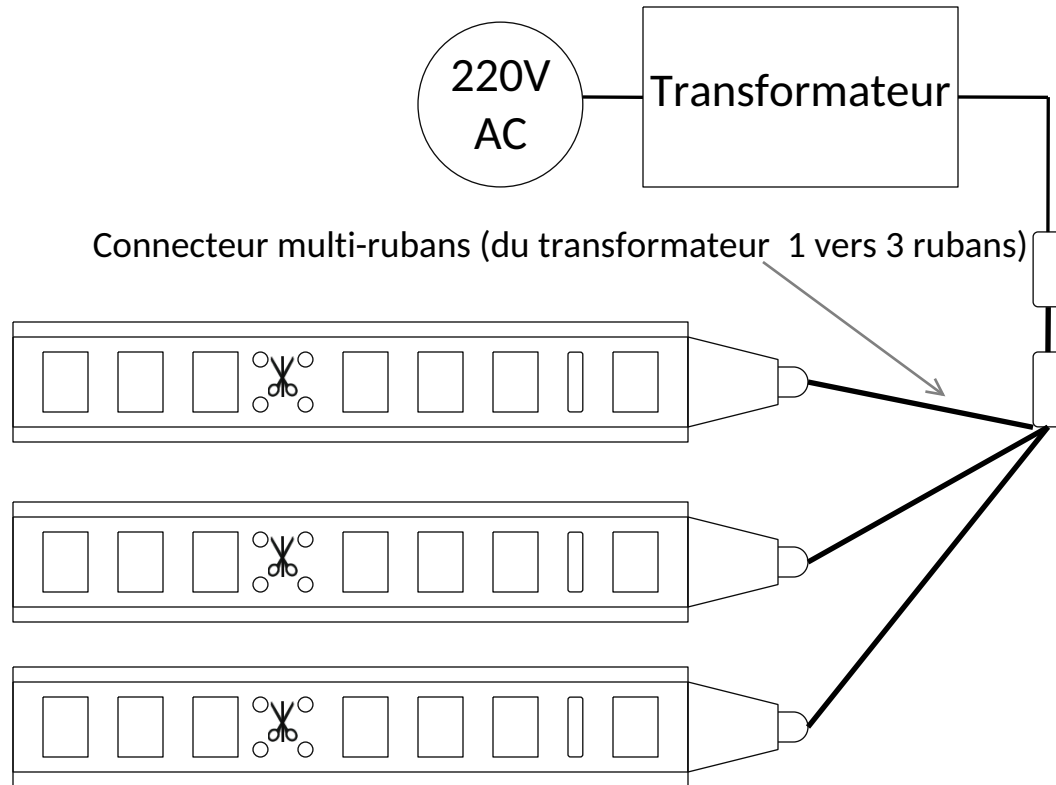 220V
AC
Transformateur
Connecteur multi-rubans (du transformateur  1 vers 3 rubans)